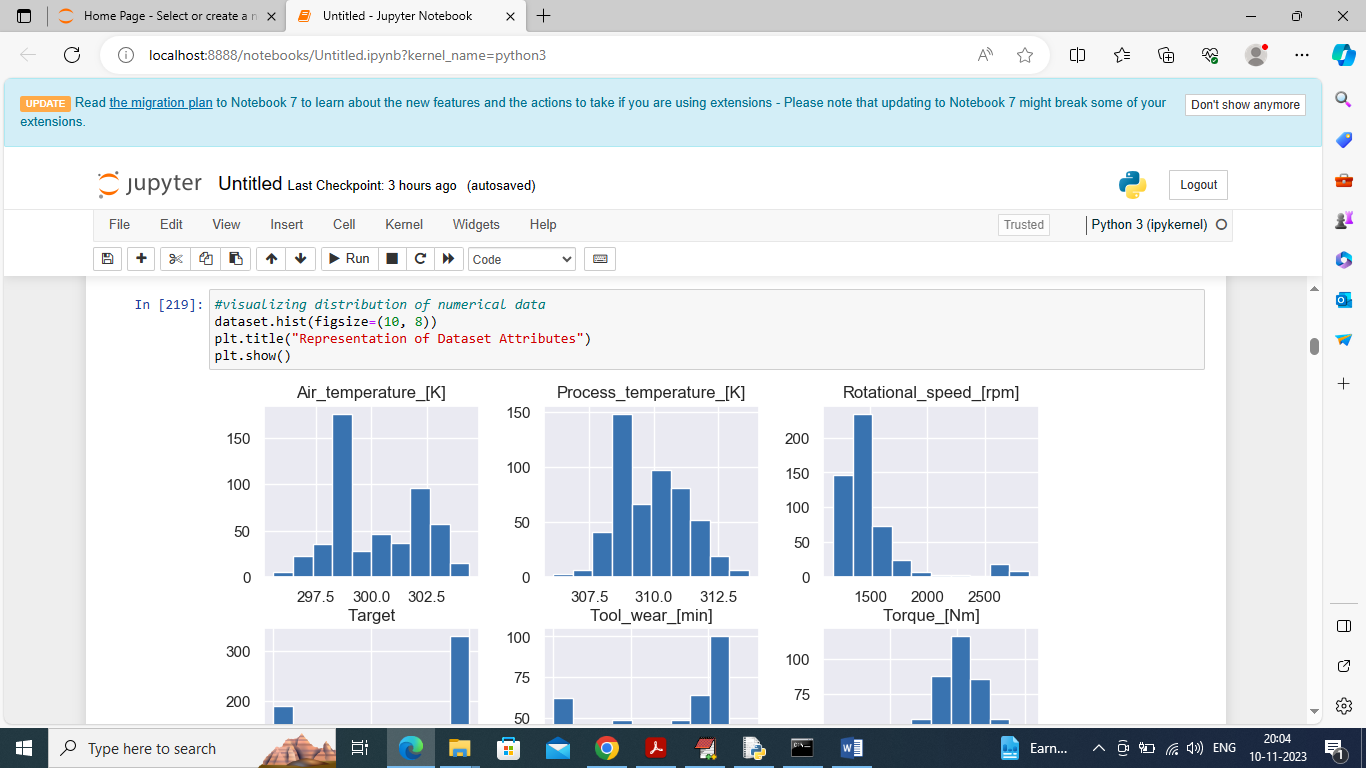 Home Page - Select or create a n
Untitled - Jupyter Notebook
localhost:8888/notebooks/Untitled.ipynb?kernel_name=python3
UPDATE Read the migration plan to Notebook 7 to learn about the new features and the actions to take if you are using extensions - Please note that updating to Notebook 7 might break some of your
extensions.
Don't show anymore
jupyter Untitled Last Checkpoint: 3 hours ago (autosaved)
Logout
File Edit View Insert Cell Kernel Widgets Help
Trusted
Python 3 (ipykernel)
Run
Code
In [219]:
#visualizing distribution of numerical data
dataset.hist(figsize=(10, 8))
plt.title("Representation of Dataset Attributes")
plt.show()
Air_temperature_[K]
150
100
50
0
297.5 300.0 302.5
Process_temperature_[K]
150
100
50
0
307.5 310.0 312.5
Rotational_speed_[rpm]
200
150
100
50
0
1500 2000 2500
Target
300
200
Tool_wear_[min]
100
75
50
Torque_[Nm]
100
75
Type here to search
Earn...
ENG
20:04
10-11-2023
1